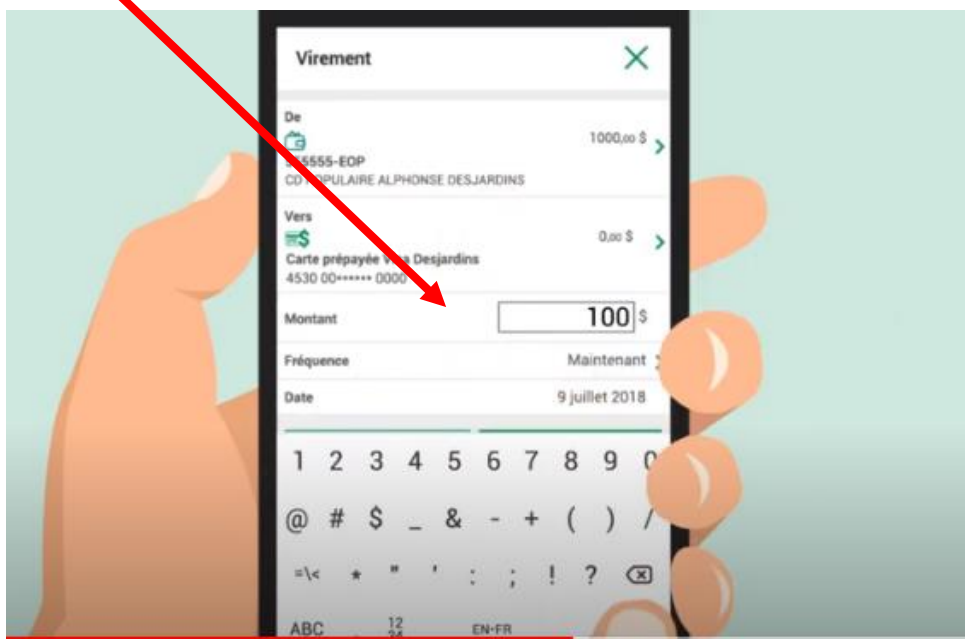 Virement
De
1000,00 $
CD POPULAIRE ALPHONSE DESJARDINS
Vers
0,00 $
Carte prépayée Visa Desjardins
4530 00•••••• 0000
Montant 100 $
Fréquence Maintenant
Date 9 juillet 2018
1 2 3 4 5 6 7 8 9 0
@ # $ _ & - + ( ) /
=\< * " ' : ; ! ?
ABC , 12 34 EN•FR